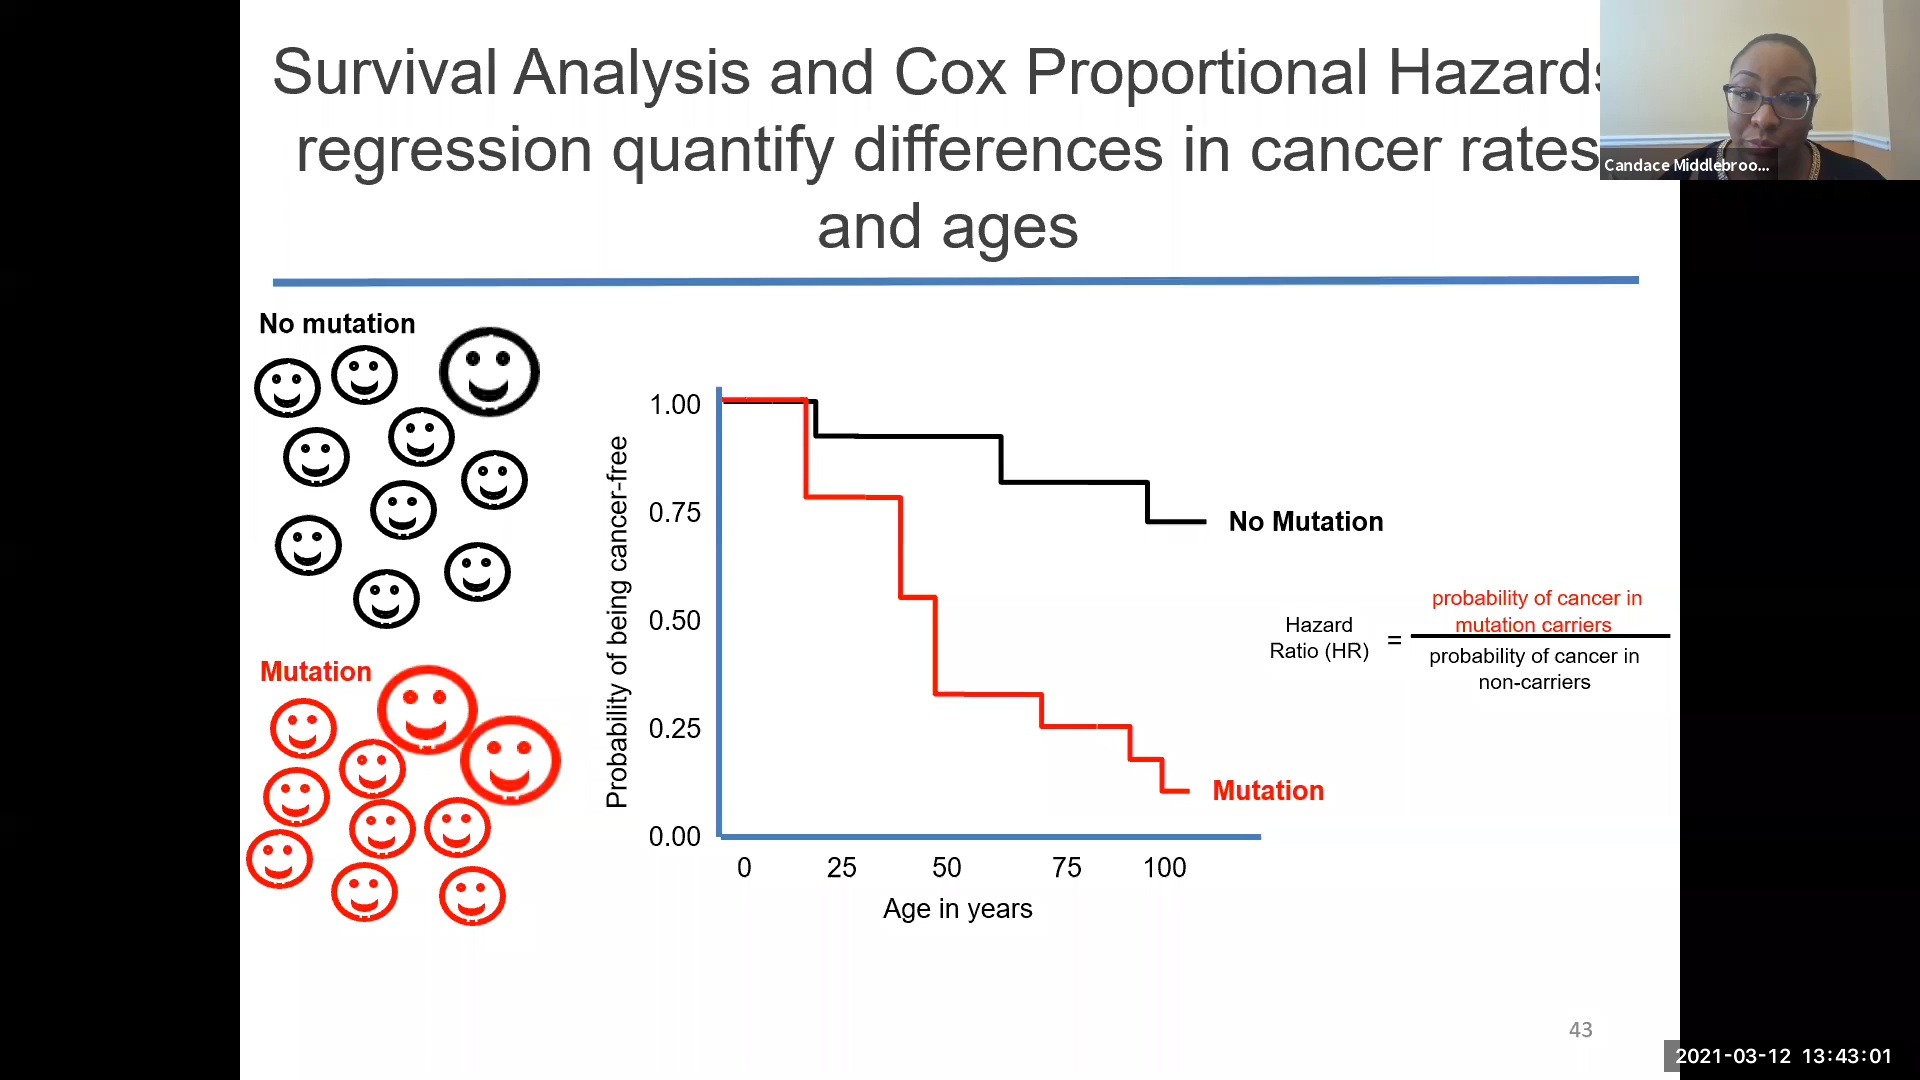 Survival Analysis and Cox Proportional Hazards
regression quantify differences in cancer rates
and ages
Candace Middlebroo...
No mutation
Mutation
Probability of being cancer-free
1.00
0.75
0.50
0.25
0.00
0 25 50 75 100
Age in years
No Mutation
Mutation
Hazard
Ratio (HR)
=
probability of cancer in
mutation carriers
probability of cancer in
non-carriers
43
2021-03-12 13:43:01